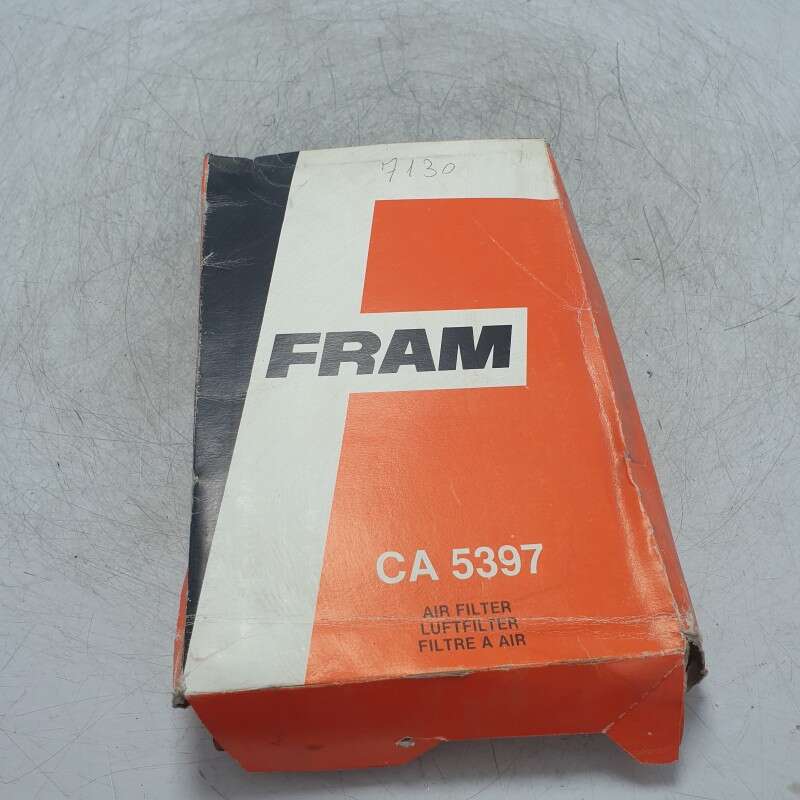 7130
FRAM
CA 5397
AIR FILTER
LUFTFILTER
FILTRE A AIR